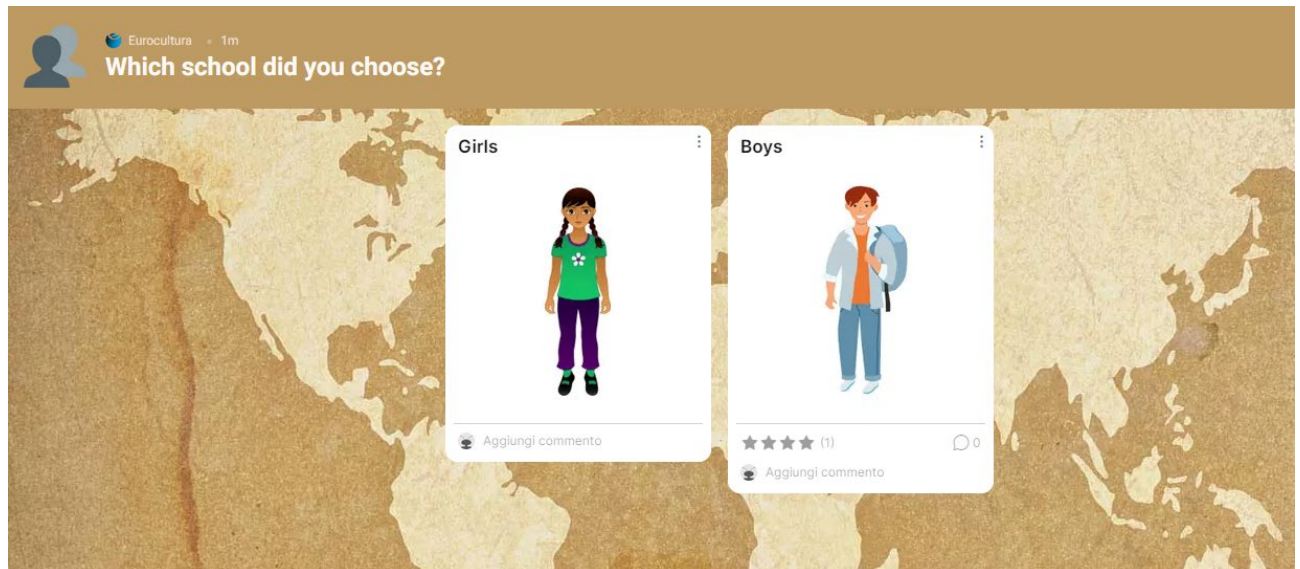 Eurocultura • 1m
Which school did you choose?
Girls
Boys
Aggiungi commento
(1)
0
Aggiungi commento